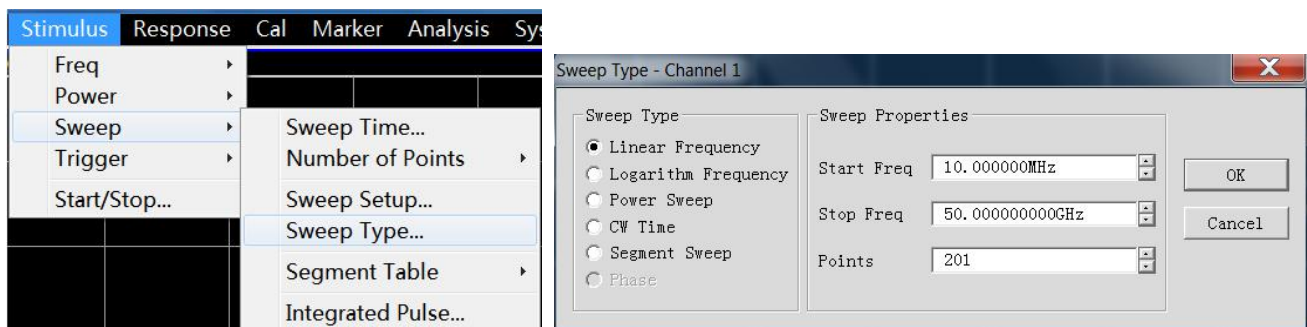 Stimulus Response Cal Marker Analysis
Freq
Power
Sweep
Trigger
Start/Stop...
Sweep Time...
Number of Points
Sweep Setup...
Sweep Type...
Segment Table
Integrated Pulse...
Sweep Type - Channel 1
Sweep Type
Linear Frequency
Logarithm Frequency
Power Sweep
CW Time
Segment Sweep
Phase
Sweep Properties
Start Freq 10.000000MHz
Stop Freq 50.000000000GHz
Points 201
OK
Cancel